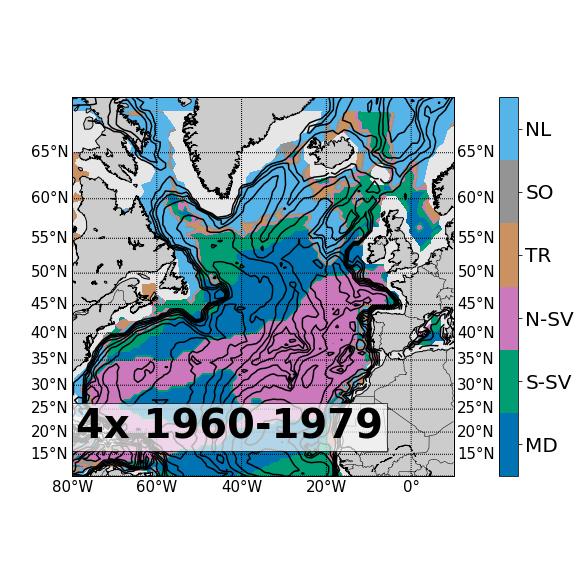 65°N 65°N
60°N 60°N
55°N 55°N
50°N 50°N
45°N 45°N
40°N 40°N
35°N 35°N
30°N 30°N
25°N 25°N
20°N 20°N
15°N 15°N
80°W 60°W 40°W 20°W 0°
4x 1960-1979
NL
SO
TR
N-SV
S-SV
MD